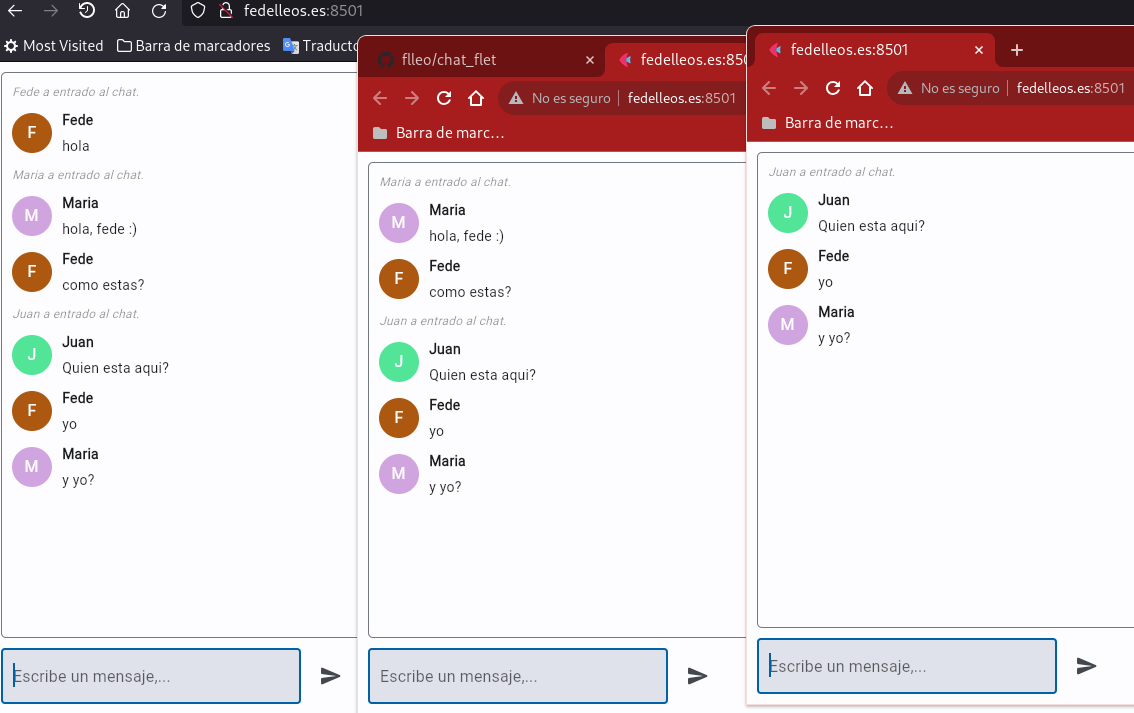 fedelleos.es:8501
Most Visited
Barra de marcadores
Fede a entrado al chat.
F
Fede
hola
Maria a entrado al chat.
M
Maria
hola, fede :)
F
Fede
como estas?
Juan a entrado al chat.
J
Juan
Quien esta aqui?
F
Fede
yo
M
Maria
y yo?
Escribe un mensaje,...
flleo/chat_flet
No es seguro
fedelleos.es:8501
Barra de marc...
Maria a entrado al chat.
M
Maria
hola, fede :)
F
Fede
como estas?
Juan a entrado al chat.
J
Juan
Quien esta aqui?
F
Fede
yo
M
Maria
y yo?
Escribe un mensaje,...
fedelleos.es:8501
No es seguro
fedelleos.es:8501
Barra de marc...
Juan a entrado al chat.
J
Juan
Quien esta aqui?
F
Fede
yo
M
Maria
y yo?
Escribe un mensaje,...